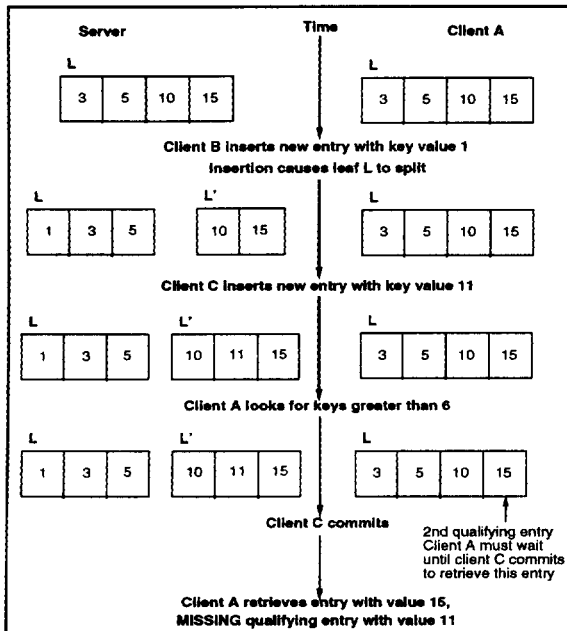 Server Time Client A
L L
3 5 10 15 3 5 10 15
Client B inserts new entry with key value 1
Insertion causes leaf L to split
L L' L
1 3 5 10 15 3 5 10 15
Client C inserts new entry with key value 11
L L' L
1 3 5 10 11 15 3 5 10 15
Client A looks for keys greater than 6
L L' L
1 3 5 10 11 15 3 5 10 15
Client C commits
2nd qualifying entry
Client A must wait
until client C commits
to retrieve this entry
Client A retrieves entry with value 15,
MISSING qualifying entry with value 11